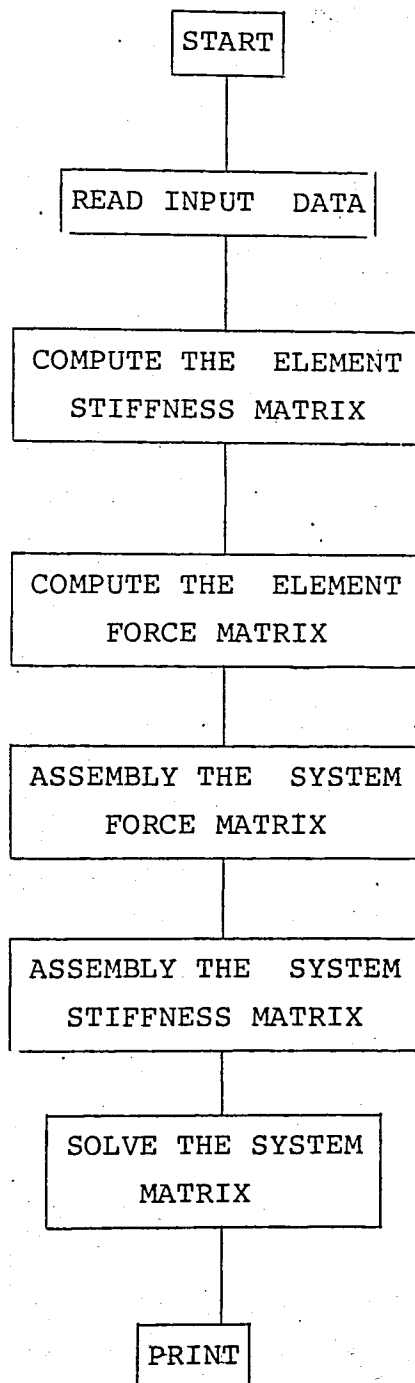 START
READ INPUT DATA
COMPUTE THE ELEMENT
STIFFNESS MATRIX
COMPUTE THE ELEMENT
FORCE MATRIX
ASSEMBLY THE SYSTEM
FORCE MATRIX
ASSEMBLY THE SYSTEM
STIFFNESS MATRIX
SOLVE THE SYSTEM
MATRIX
PRINT